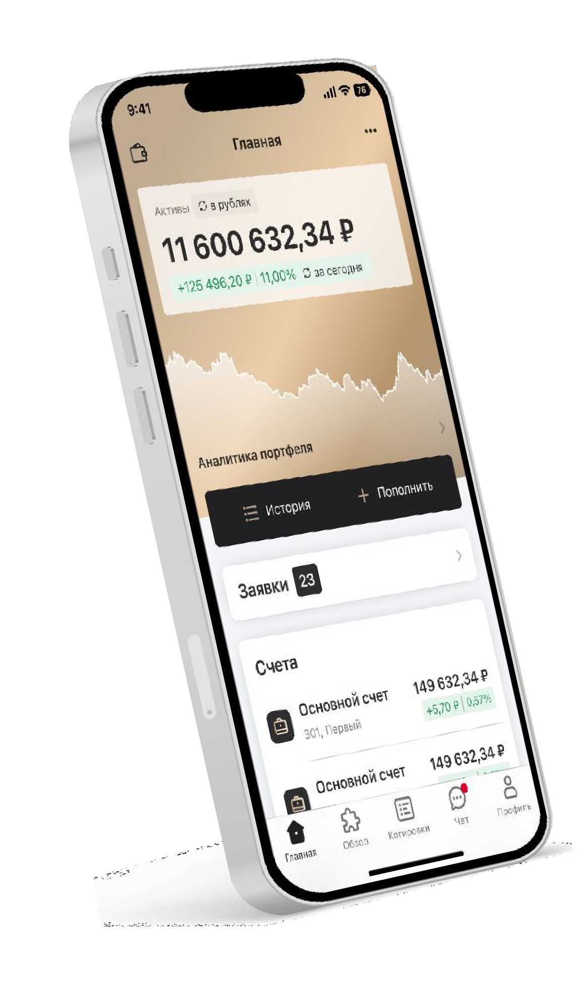 9:41
76
Главная
Активы в рублях
11 600 632,34 ₽
+125 496,20 ₽ 11,00% за сегодня
Аналитика портфеля
История
Пополнить
Заявки 23
Счета
Основной счет 149 632,34 ₽
301, Первый +5,70 ₽ 0,57%
Основной счет 149 632,34 ₽
Главная Обзор Котировки Чат Профиль